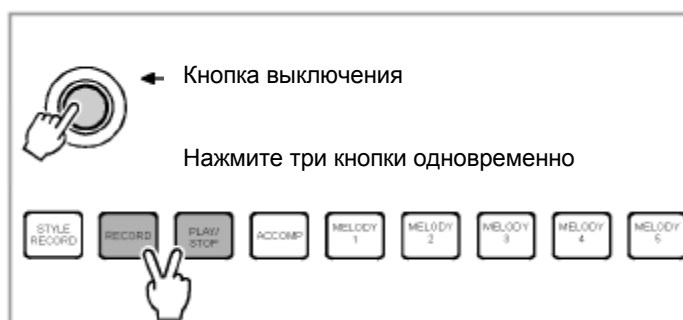 Кнопка выключения
Нажмите три кнопки одновременно
STYLE
RECORD
RECORD
PLAY/
STOP
ACCOMP
MELODY
1
MELODY
2
MELODY
3
MELODY
4
MELODY
5